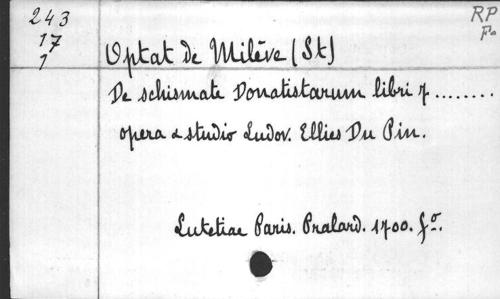 243
17
1
RP
F.
Optat de Milève (St)
De schismate Donatistarum libri 7 ........
opera & studio Ludov. Ellies Du Pin.
Lutetiae Paris. Pralard. 1700. fo.